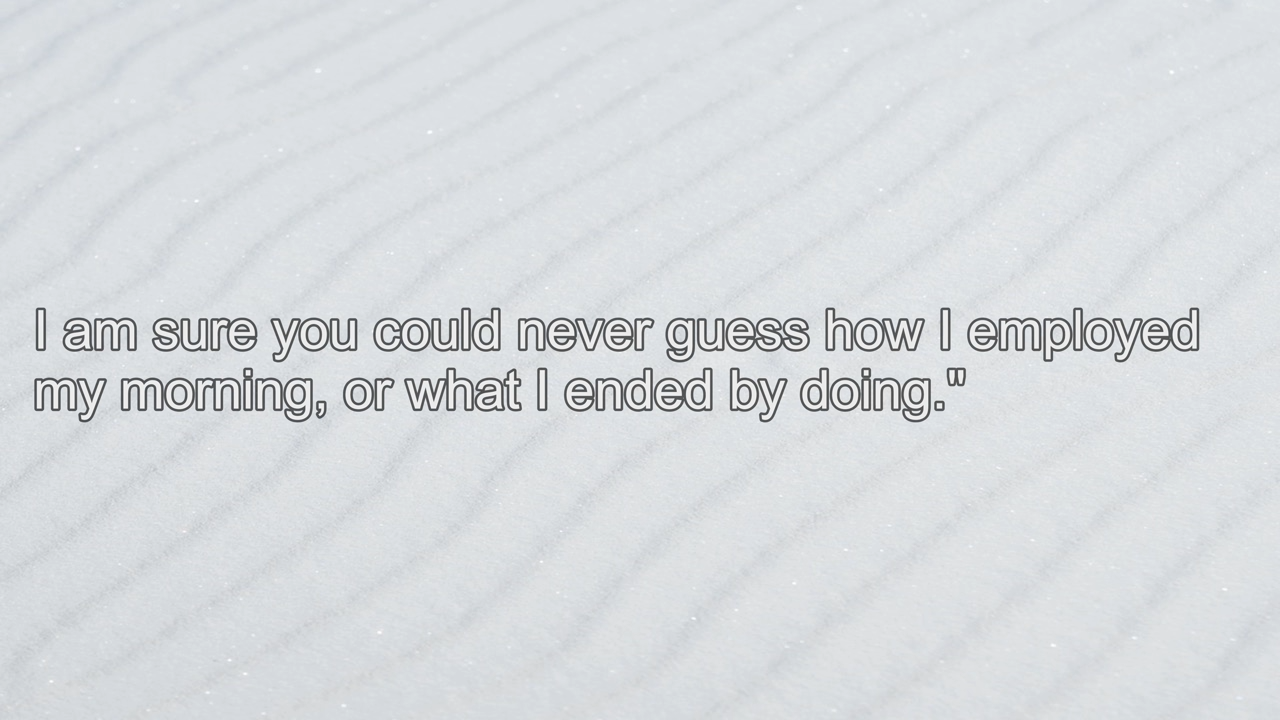 I am sure you could never guess how I employed
my morning, or what I ended by doing."